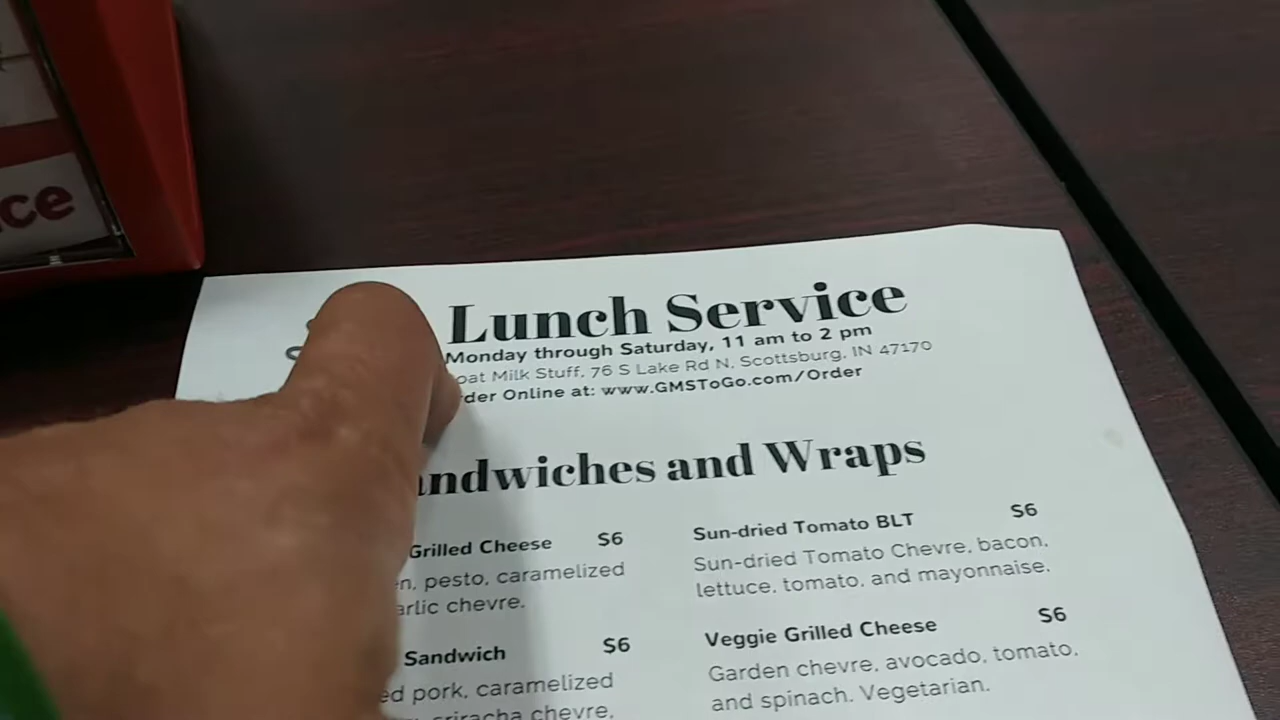 ce
Lunch Service
Monday through Saturday, 11 am to 2 pm
oat Milk Stuff, 76 S Lake Rd N, Scottsburg, IN 47170
der Online at: www.GMSToGo.com/Order
andwiches and Wraps
Grilled Cheese $6
n, pesto, caramelized
arlic chevre.
Sandwich $6
ed pork, caramelized
sriracha chevre,
Sun-dried Tomato BLT $6
Sun-dried Tomato Chevre, bacon,
lettuce, tomato, and mayonnaise.
Veggie Grilled Cheese $6
Garden chevre, avocado, tomato,
and spinach. Vegetarian.